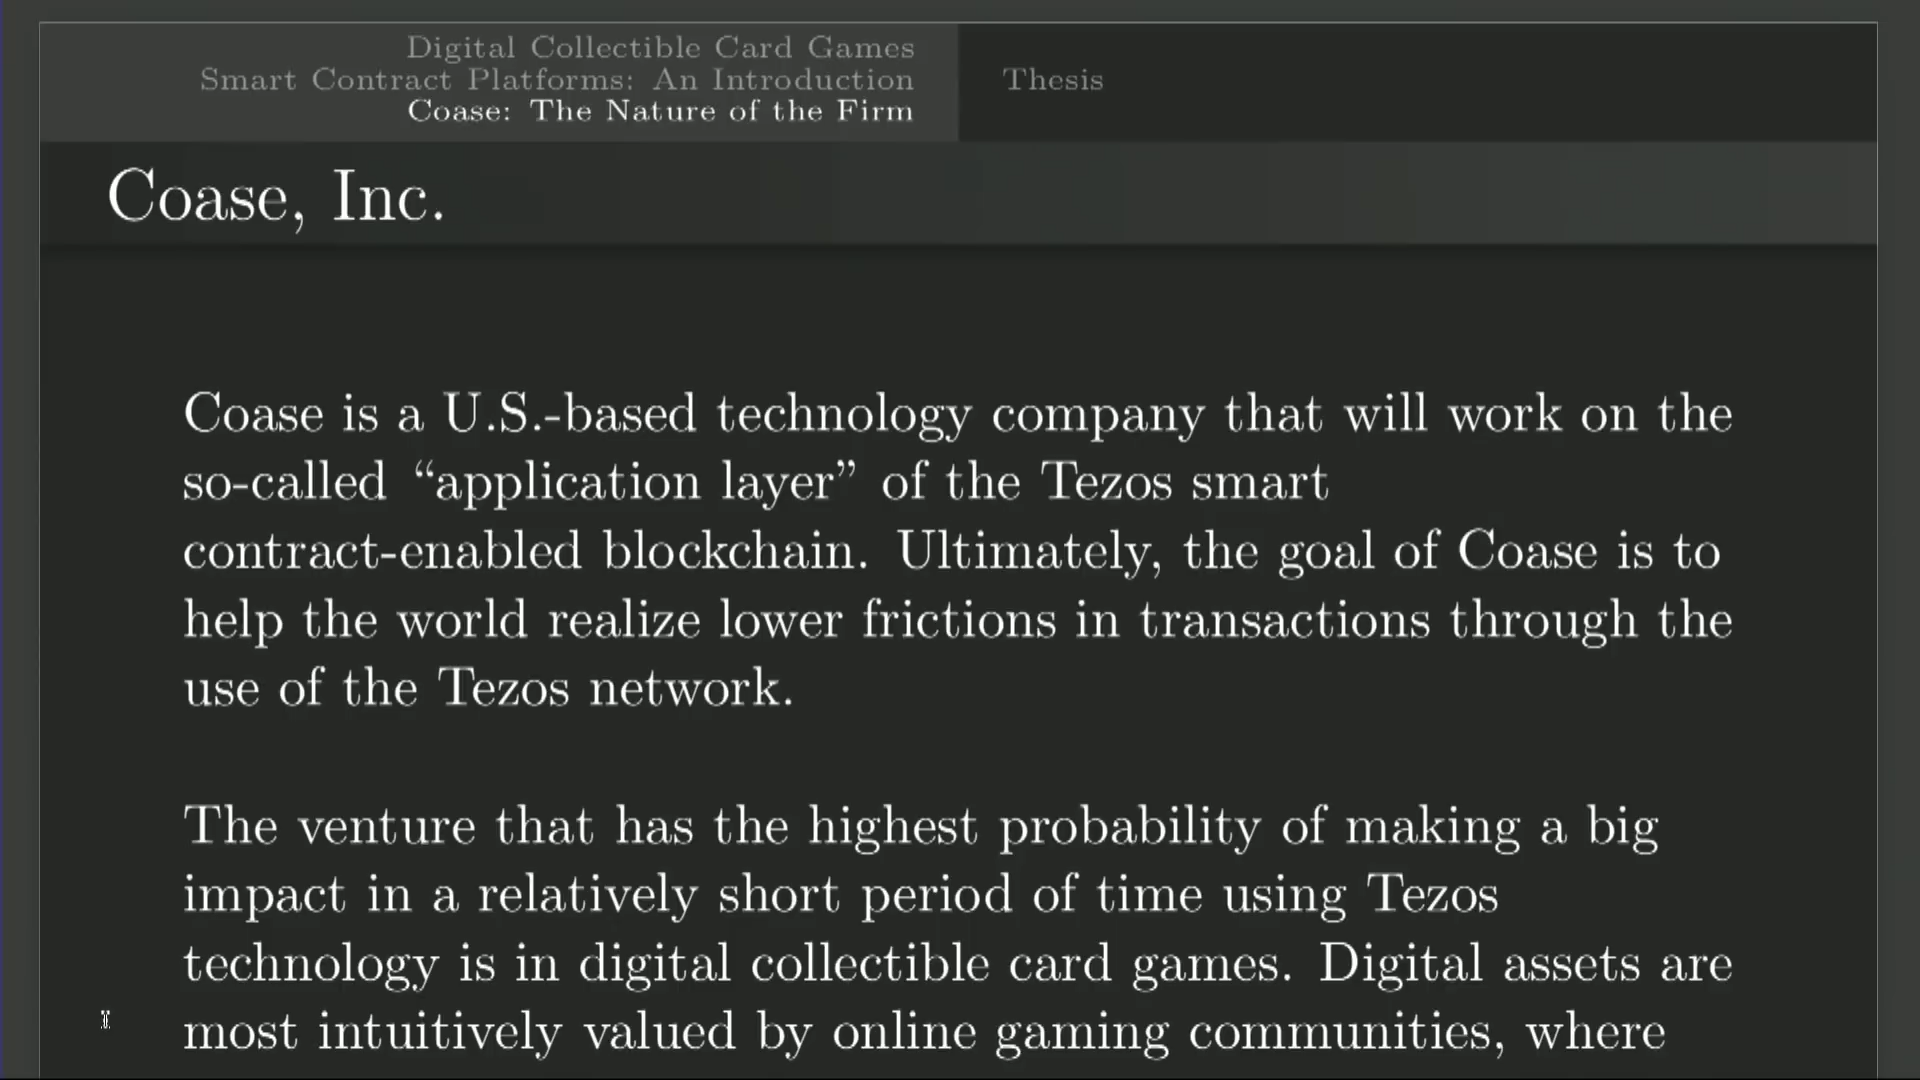 Digital Collectible Card Games
Smart Contract Platforms: An Introduction
Coase: The Nature of the Firm
Thesis
Coase, Inc.
Coase is a U.S.-based technology company that will work on the
so-called “application layer” of the Tezos smart
contract-enabled blockchain. Ultimately, the goal of Coase is to
help the world realize lower frictions in transactions through the
use of the Tezos network.
The venture that has the highest probability of making a big
impact in a relatively short period of time using Tezos
technology is in digital collectible card games. Digital assets are
most intuitively valued by online gaming communities, where